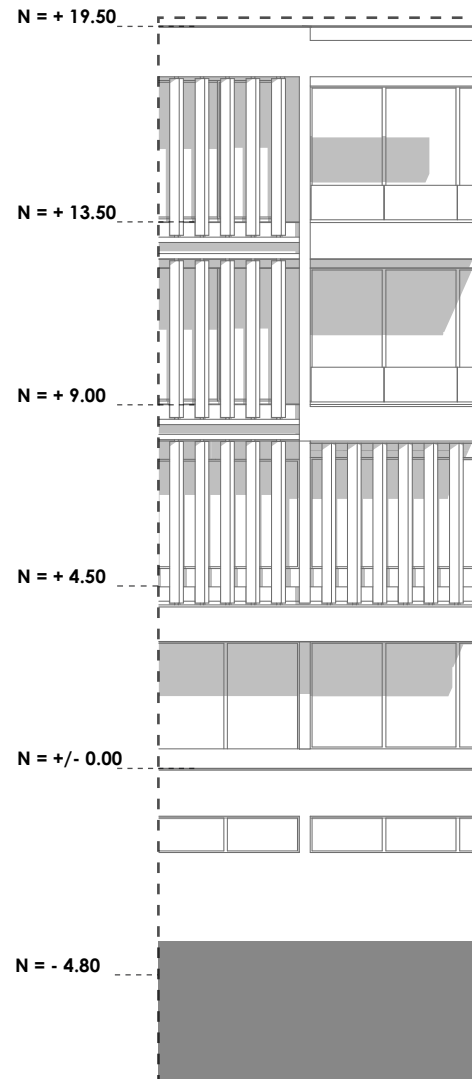 N = + 19.50
N = + 13.50
N = + 9.00
N = + 4.50
N = +/- 0.00
N = - 4.80